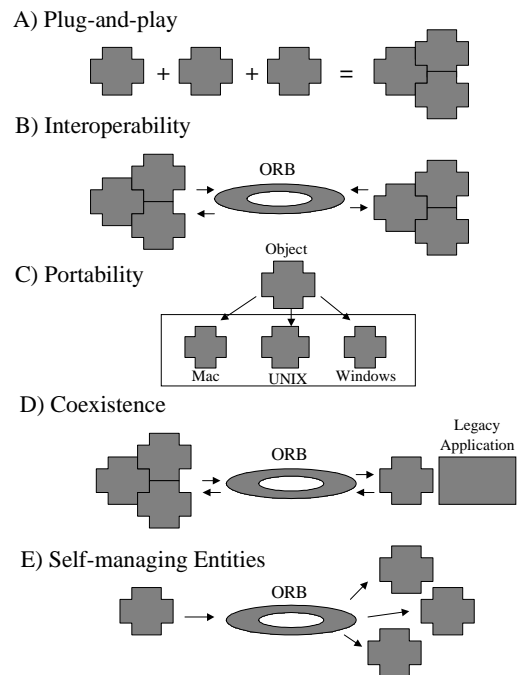 A) Plug-and-play
+ + =
B) Interoperability
ORB
Object
C) Portability
Mac UNIX Windows
D) Coexistence
Legacy
Application
ORB
E) Self-managing Entities
ORB